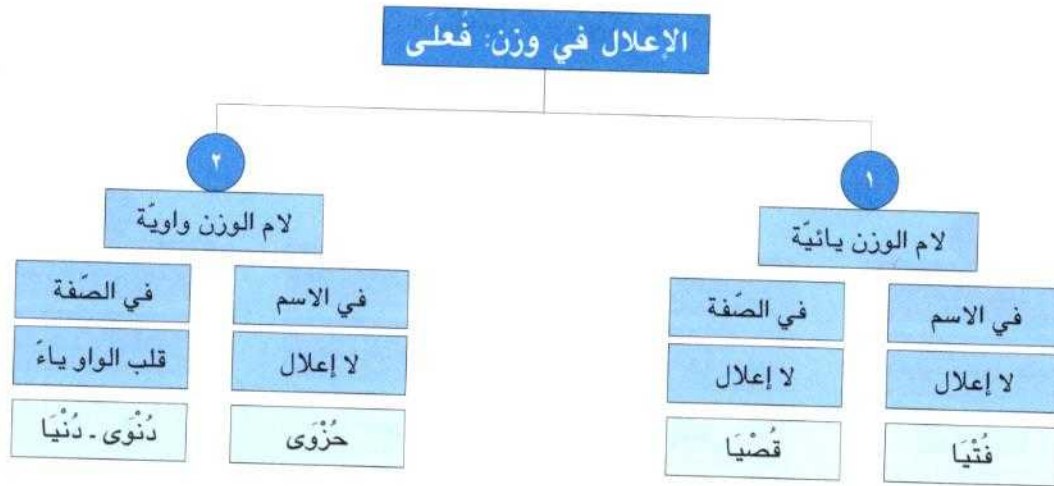 الإعلال في وزن: فُعلَى
١
٢
لام الوزن يائيّة
لام الوزن واويّة
في الاسم
في الصّفة
في الاسم
في الصّفة
لا إعلال
لا إعلال
لا إعلال
قلب الواو ياءً
فُتْيَا
قُصْيَا
حُزْوَى
دُنْوَى - دُنْيَا